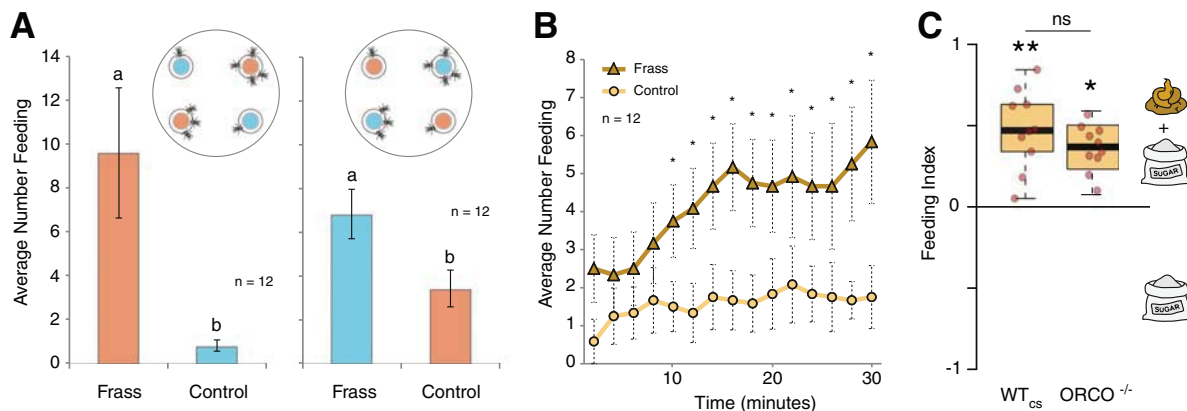 A
Average Number Feeding
14
12
10
8
6
4
2
0
a
b
n = 12
Frass
Control
a
b
n = 12
Frass
Control
B
Average Number Feeding
8
7
6
5
4
3
2
1
0
Frass
Control
n = 12
* * * * * * * * * * *
10
20
30
Time (minutes)
C
ns
Feeding Index
1
0
-1
**
*
+
SUGAR
SUGAR
WTcs
ORCO -/-